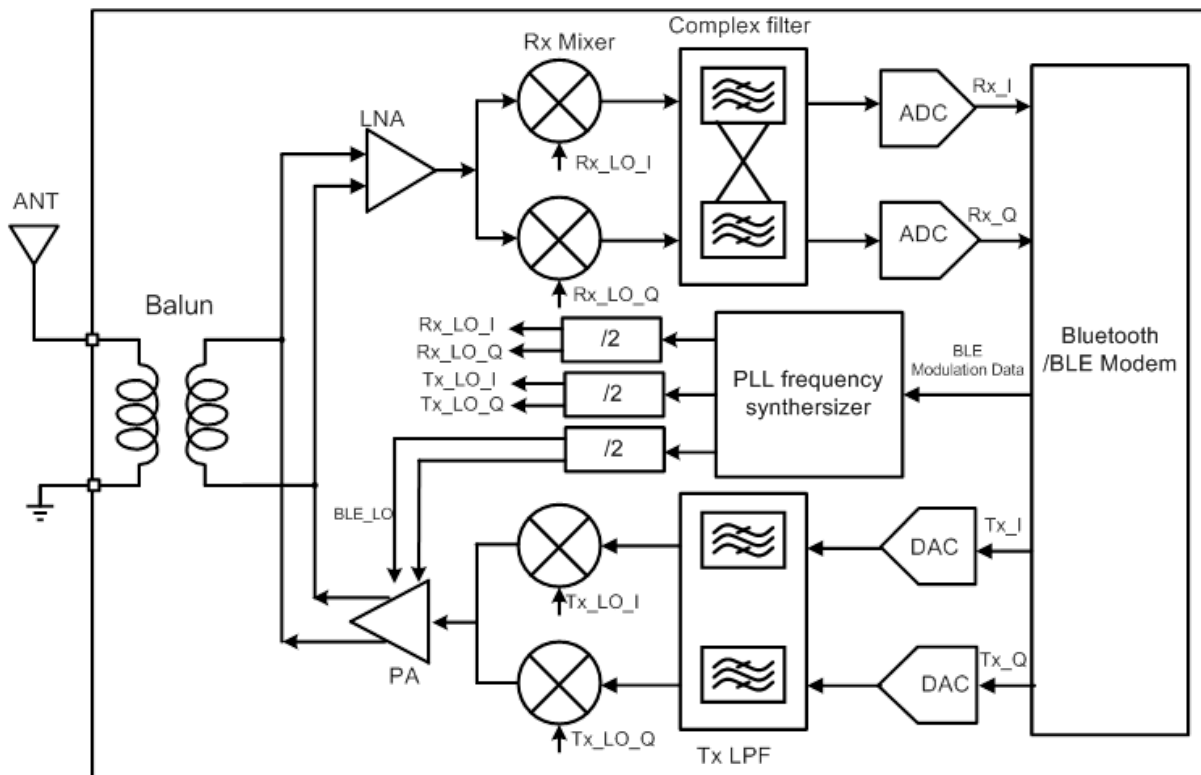 Complex filter
Rx Mixer
LNA
Rx_LO_I
ADC
Rx_I
ANT
Rx_LO_Q
ADC
Rx_Q
Balun
Rx_LO_I
Rx_LO_Q
/2
Tx_LO_I
Tx_LO_Q
/2
/2
PLL frequency
synthersizer
BLE
Modulation Data
Bluetooth
/BLE Modem
BLE_LO
Tx_LO_I
DAC
Tx_I
PA
Tx_LO_Q
Tx LPF
DAC
Tx_Q